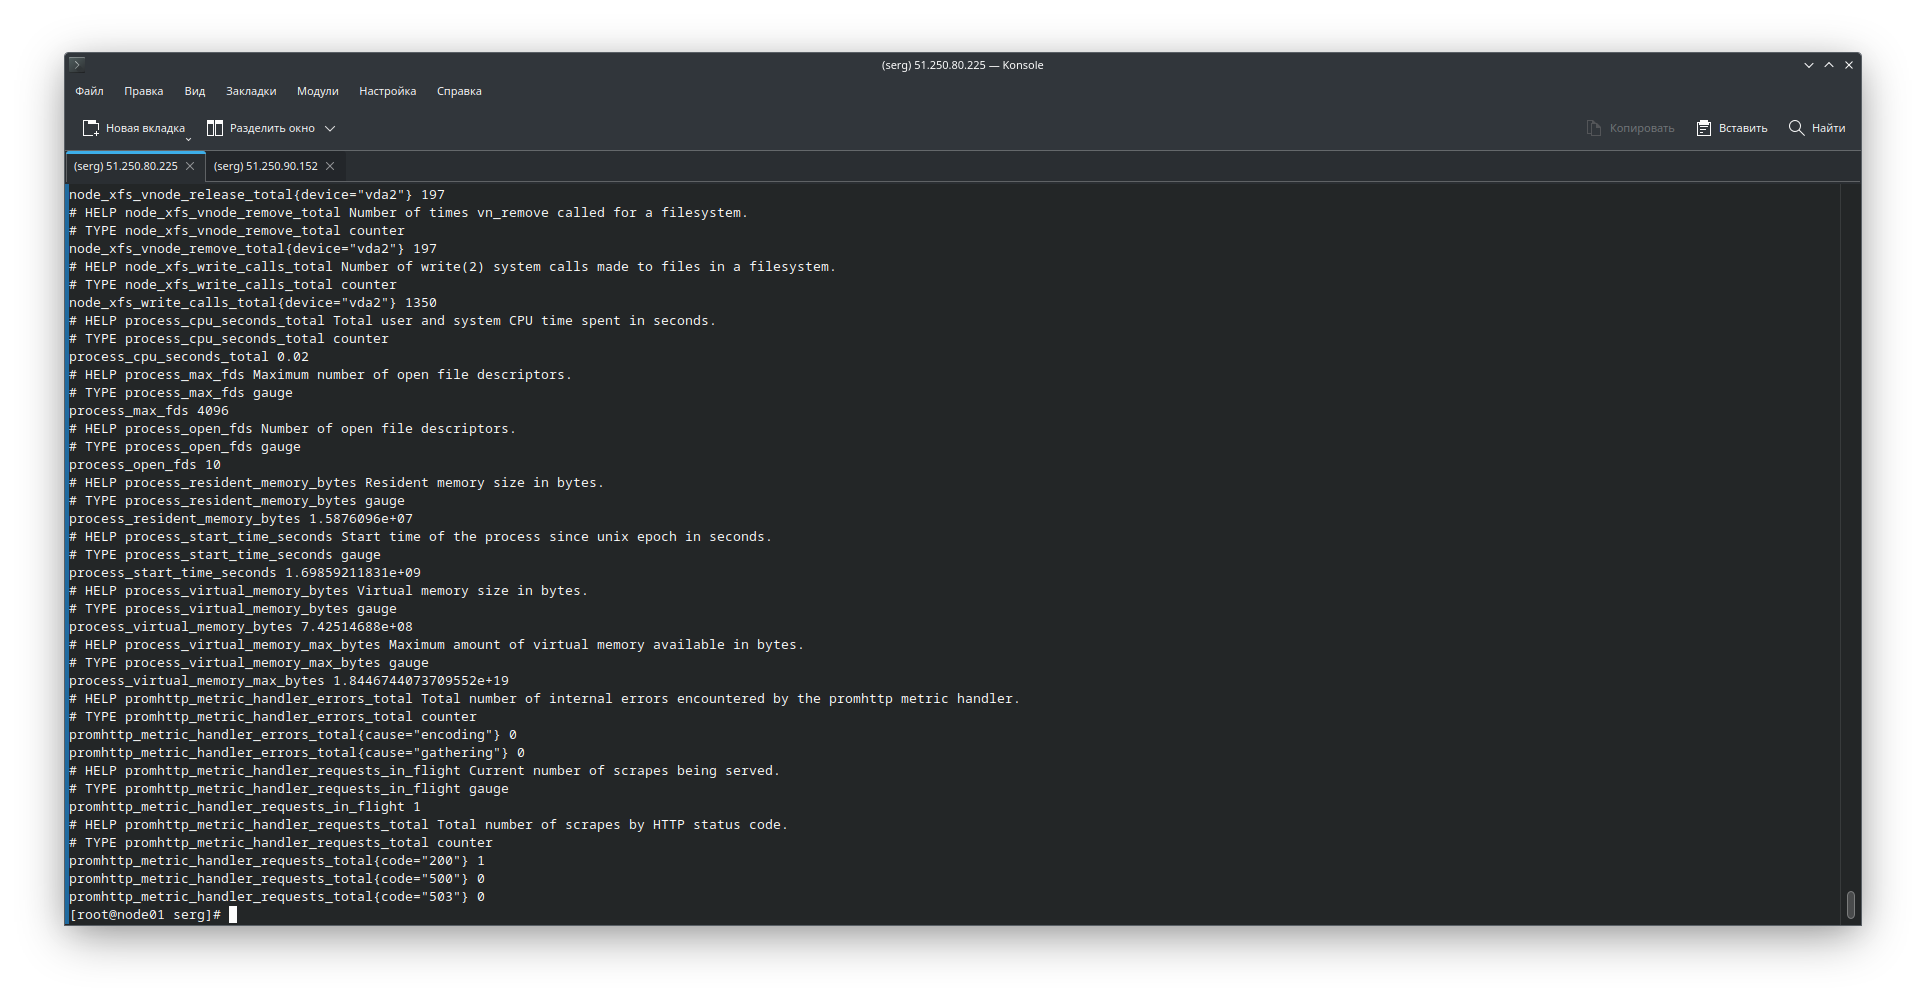 (serg) 51.250.80.225 — Konsole
Файл Правка Вид Закладки Модули Настройка Справка
Новая вкладка Разделить окно Копировать Вставить Найти
(serg) 51.250.80.225 (serg) 51.250.90.152
node_xfs_vnode_release_total{device="vda2"} 197
# HELP node_xfs_vnode_remove_total Number of times vn_remove called for a filesystem.
# TYPE node_xfs_vnode_remove_total counter
node_xfs_vnode_remove_total{device="vda2"} 197
# HELP node_xfs_write_calls_total Number of write(2) system calls made to files in a filesystem.
# TYPE node_xfs_write_calls_total counter
node_xfs_write_calls_total{device="vda2"} 1350
# HELP process_cpu_seconds_total Total user and system CPU time spent in seconds.
# TYPE process_cpu_seconds_total counter
process_cpu_seconds_total 0.02
# HELP process_max_fds Maximum number of open file descriptors.
# TYPE process_max_fds gauge
process_max_fds 4096
# HELP process_open_fds Number of open file descriptors.
# TYPE process_open_fds gauge
process_open_fds 10
# HELP process_resident_memory_bytes Resident memory size in bytes.
# TYPE process_resident_memory_bytes gauge
process_resident_memory_bytes 1.5876096e+07
# HELP process_start_time_seconds Start time of the process since unix epoch in seconds.
# TYPE process_start_time_seconds gauge
process_start_time_seconds 1.69859211831e+09
# HELP process_virtual_memory_bytes Virtual memory size in bytes.
# TYPE process_virtual_memory_bytes gauge
process_virtual_memory_bytes 7.42514688e+08
# HELP process_virtual_memory_max_bytes Maximum amount of virtual memory available in bytes.
# TYPE process_virtual_memory_max_bytes gauge
process_virtual_memory_max_bytes 1.8446744073709552e+19
# HELP promhttp_metric_handler_errors_total Total number of internal errors encountered by the promhttp metric handler.
# TYPE promhttp_metric_handler_errors_total counter
promhttp_metric_handler_errors_total{cause="encoding"} 0
promhttp_metric_handler_errors_total{cause="gathering"} 0
# HELP promhttp_metric_handler_requests_in_flight Current number of scrapes being served.
# TYPE promhttp_metric_handler_requests_in_flight gauge
promhttp_metric_handler_requests_in_flight 1
# HELP promhttp_metric_handler_requests_total Total number of scrapes by HTTP status code.
# TYPE promhttp_metric_handler_requests_total counter
promhttp_metric_handler_requests_total{code="200"} 1
promhttp_metric_handler_requests_total{code="500"} 0
promhttp_metric_handler_requests_total{code="503"} 0
[root@node01 serg]#